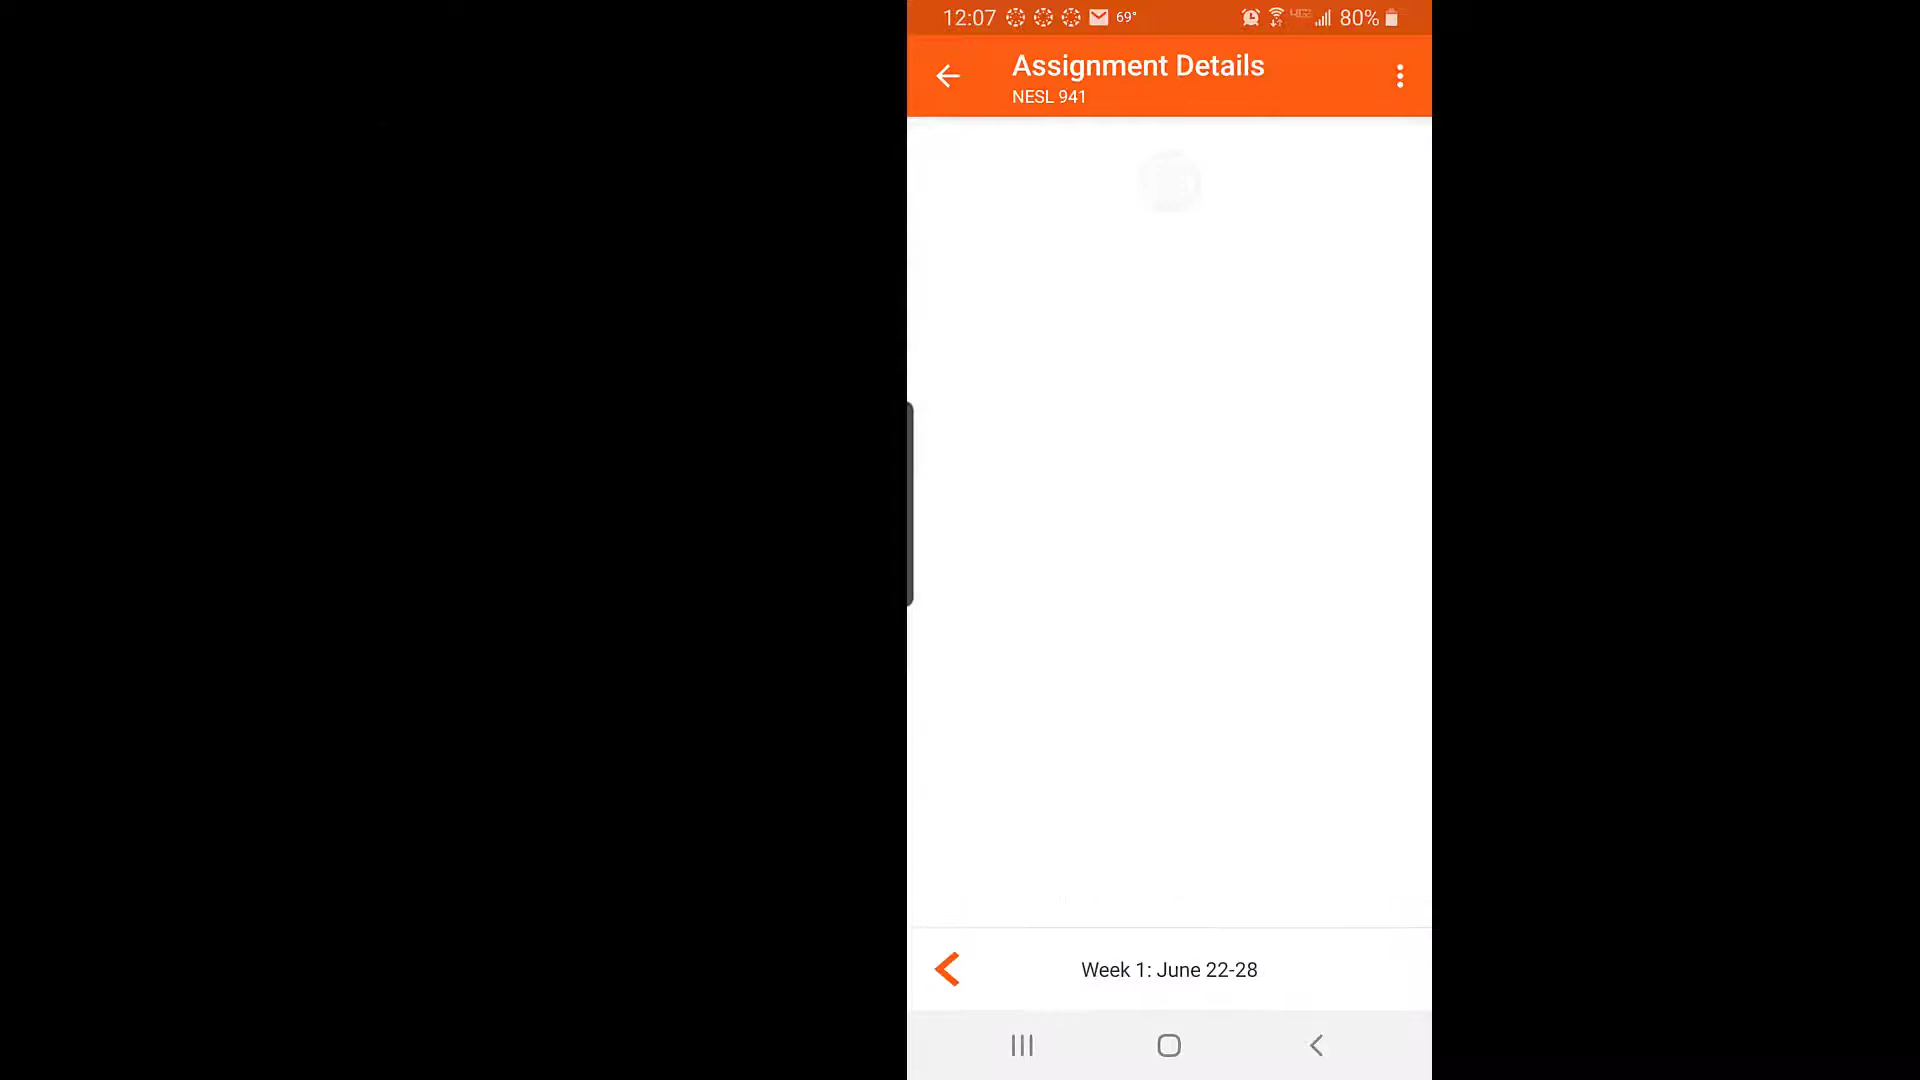 12:07 69° 80%
Assignment Details
NESL 941
Week 1: June 22-28